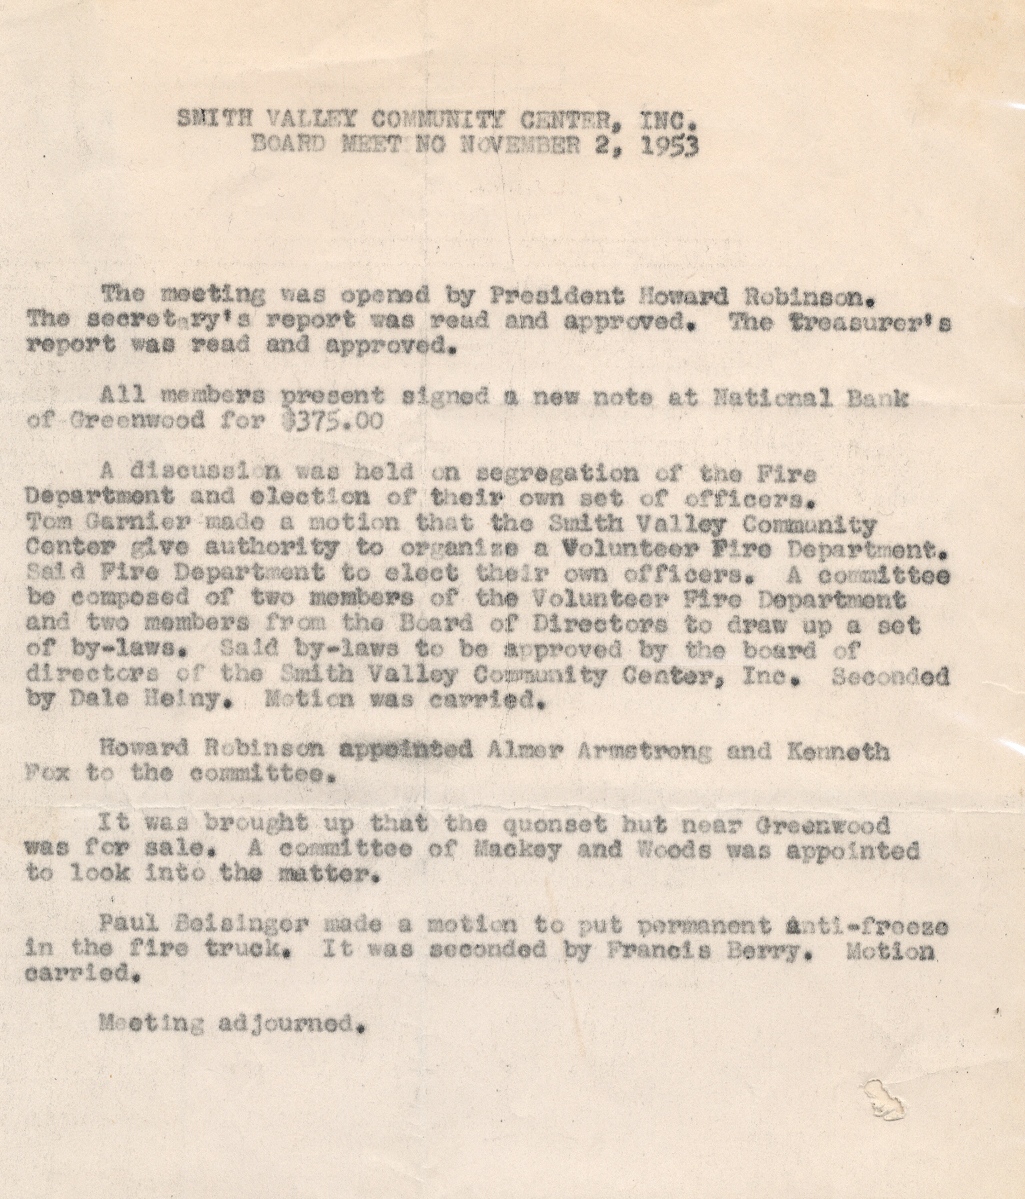 SMITH VALLEY COMMUNITY CENTER, INC.
BOARD MEETING NOVEMBER 2, 1953
The meeting was opened by President Howard Robinson.
The secretary's report was read and approved. The treasurer's
report was read and approved.
All members present signed a new note at National Bank
of Greenwood for $375.00
A discussion was held on segregation of the Fire
Department and election of their own set of officers.
Tom Garnier made a motion that the Smith Valley Community
Center give authority to organize a Volunteer Fire Department.
Said Fire Department to elect their own officers. A committee
be composed of two members of the Volunteer Fire Department
and two members from the Board of Directors to draw up a set
of by-laws. Said by-laws to be approved by the board of
directors of the Smith Valley Community Center, Inc. Seconded
by Dale Heiny. Motion was carried.
Howard Robinson appointed Almer Armstrong and Kenneth
Fox to the committee.
It was brought up that the quonset hut near Greenwood
was for sale. A committee of Mackey and Woods was appointed
to look into the matter.
Paul Beisinger made a motion to put permanent anti-freeze
in the fire truck. It was seconded by Francis Berry. Motion
carried.
Meeting adjourned.